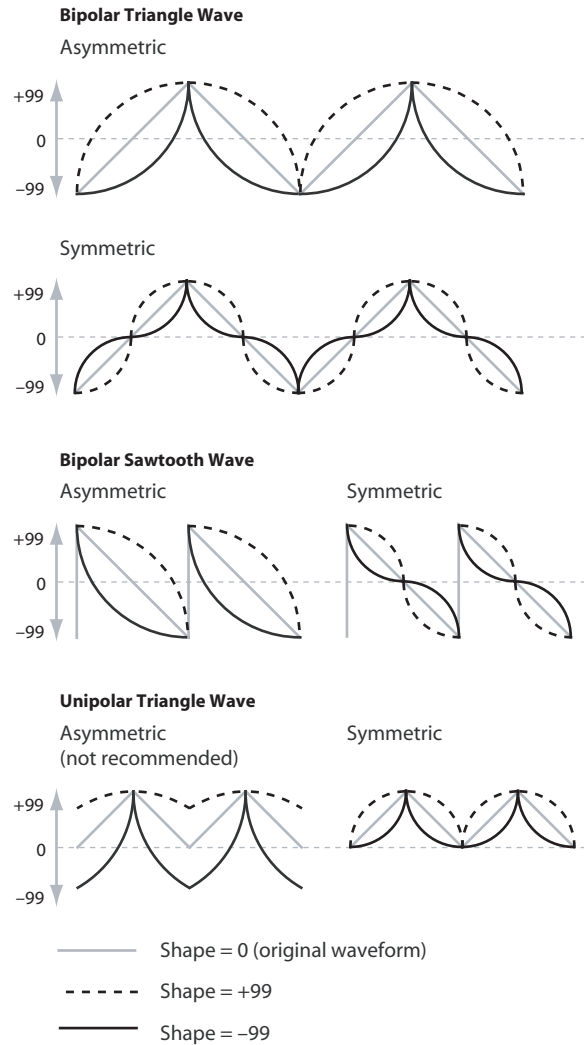 Bipolar Triangle Wave
Asymmetric
+99
0
–99
Symmetric
+99
0
–99
Bipolar Sawtooth Wave
Asymmetric
Symmetric
+99
0
–99
Unipolar Triangle Wave
Asymmetric
(not recommended)
Symmetric
+99
0
–99
Shape = 0 (original waveform)
Shape = +99
Shape = –99